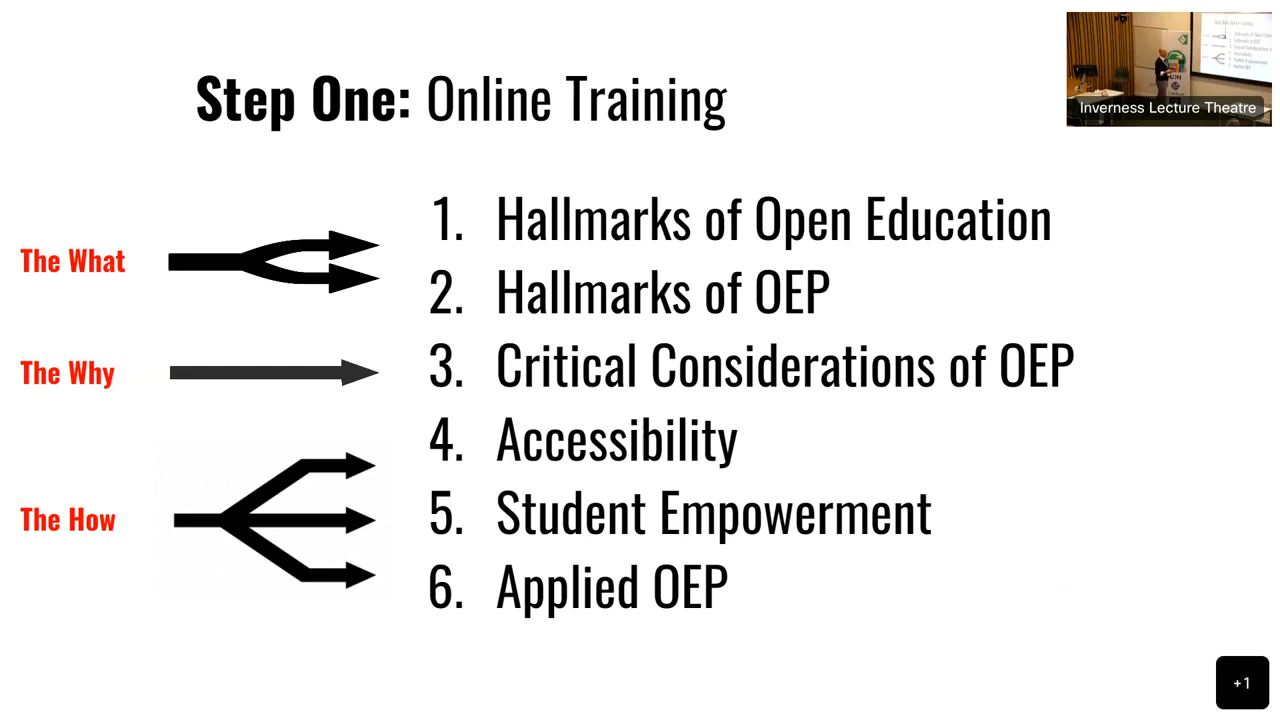 Step One: Online Training
Inverness Lecture Theatre
The What
1. Hallmarks of Open Education
2. Hallmarks of OEP
The Why
3. Critical Considerations of OEP
The How
4. Accessibility
5. Student Empowerment
6. Applied OEP
+1